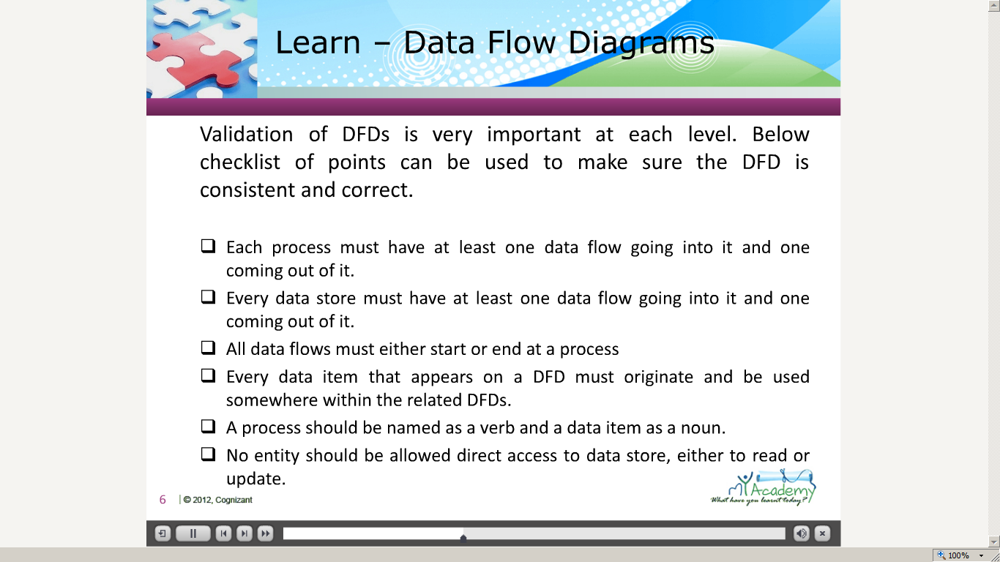 Learn – Data Flow Diagrams
Validation of DFDs is very important at each level. Below
checklist of points can be used to make sure the DFD is
consistent and correct.
Each process must have at least one data flow going into it and one
coming out of it.
Every data store must have at least one data flow going into it and one
coming out of it.
All data flows must either start or end at a process
Every data item that appears on a DFD must originate and be used
somewhere within the related DFDs.
A process should be named as a verb and a data item as a noun.
No entity should be allowed direct access to data store, either to read or
update.
myAcademy
What have you learnt today?
6 | © 2012, Cognizant
100%